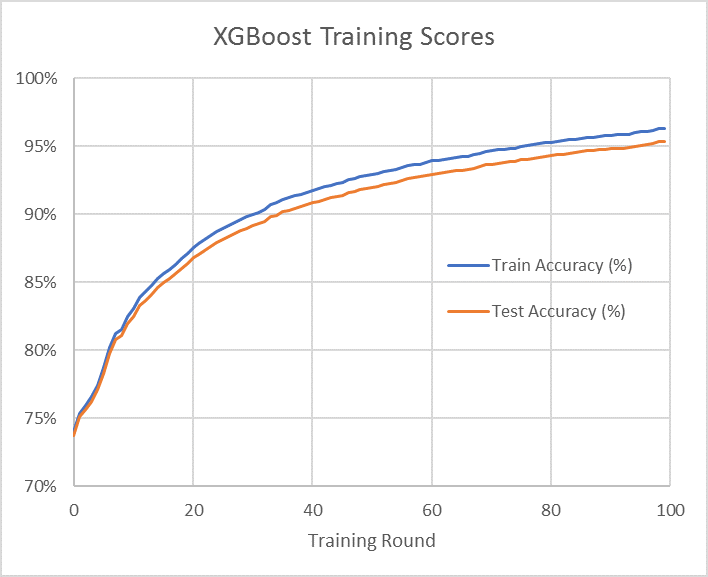 XGBoost Training Scores
100%
95%
90%
85%
80%
75%
70%
Train Accuracy (%)
Test Accuracy (%)
0 20 40 60 80 100
Training Round